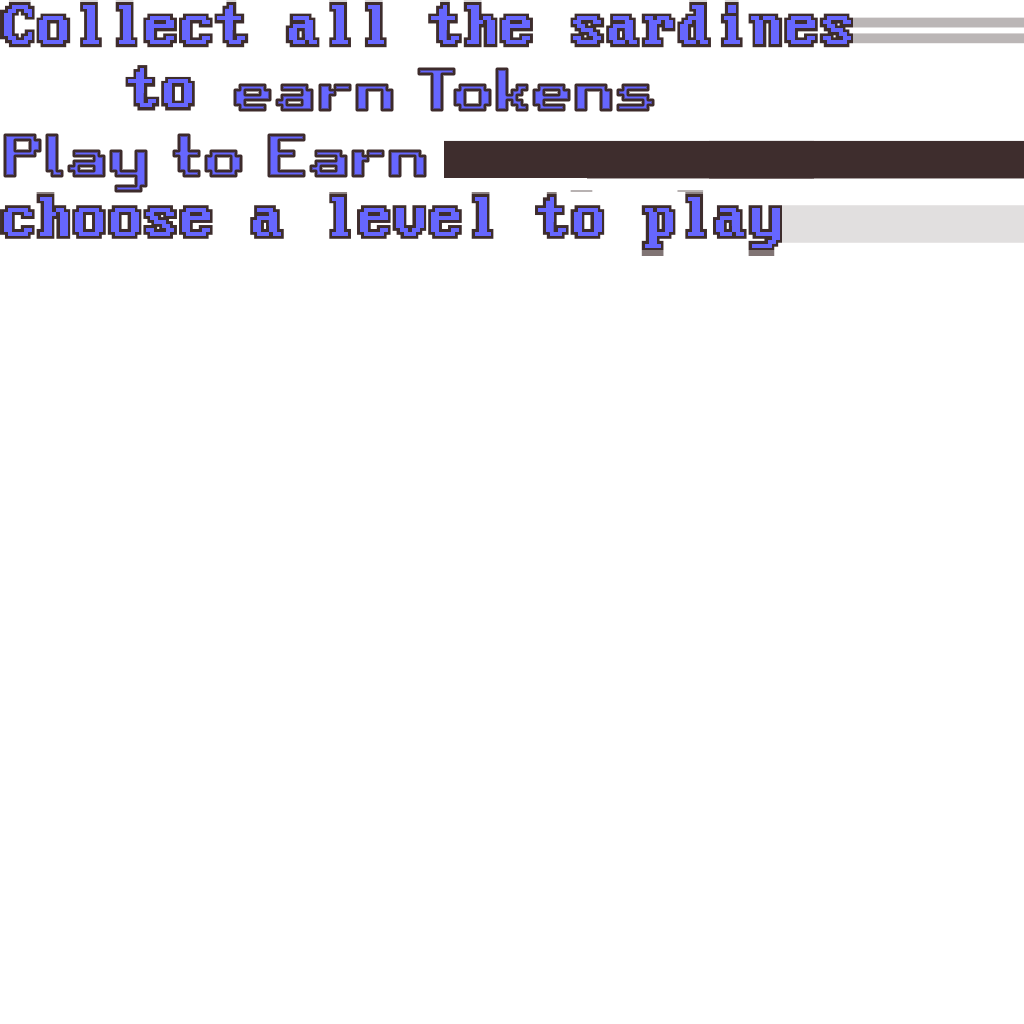 Collect all the sardines
to earn Tokens
Play to Earn
choose a level to play